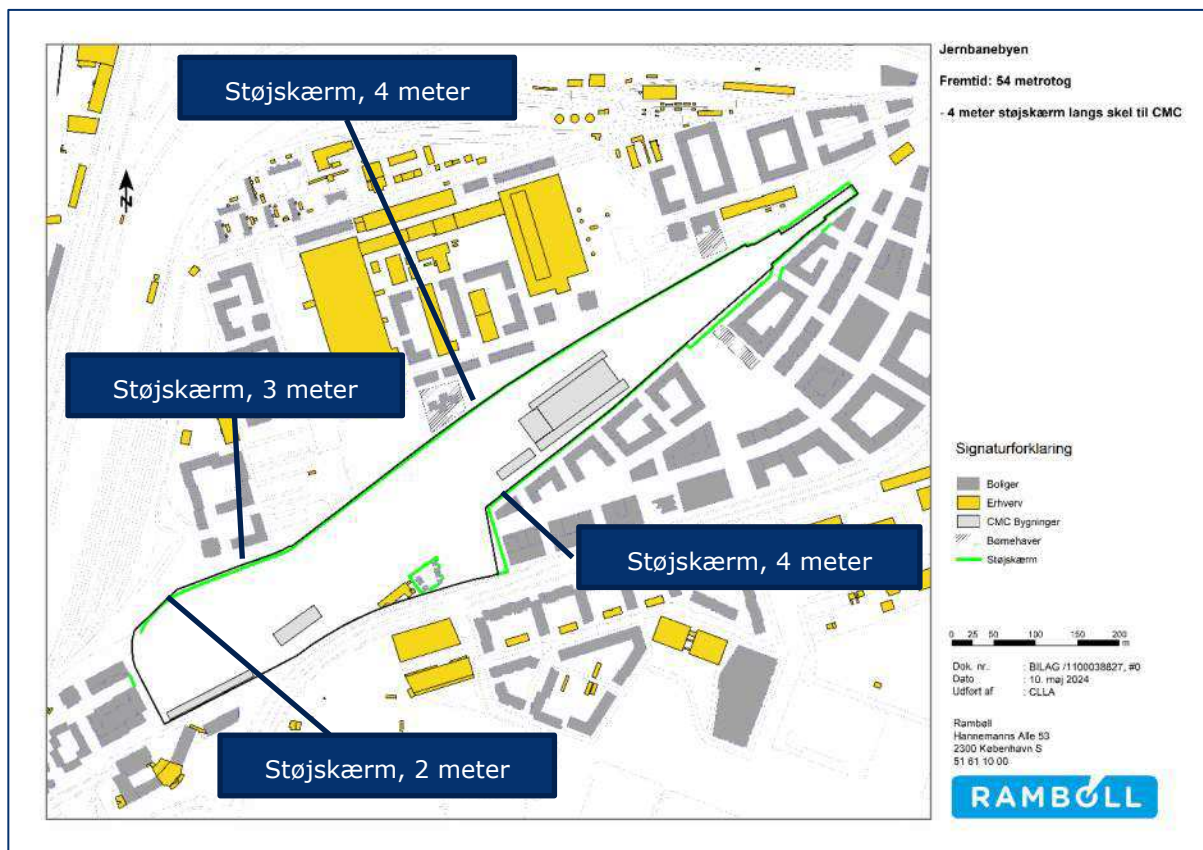 Støjskærm, 4 meter
Støjskærm, 3 meter
Støjskærm, 4 meter
Støjskærm, 2 meter
N
Jernbanebyen
Fremtid: 54 metrotog
- 4 meter støjskærm langs skel til CMC
Signaturforklaring
Boliger
Erhverv
CMC Bygninger
Børnehaver
Støjskærm
0 25 50 100 150 200
m
Dok. nr. : BILAG /1100038827, #0
Dato : 10. maj 2024
Udført af : CLLA
Rambøll
Hannemanns Alle 53
2300 København S
51 61 10 00
RAMBOLL